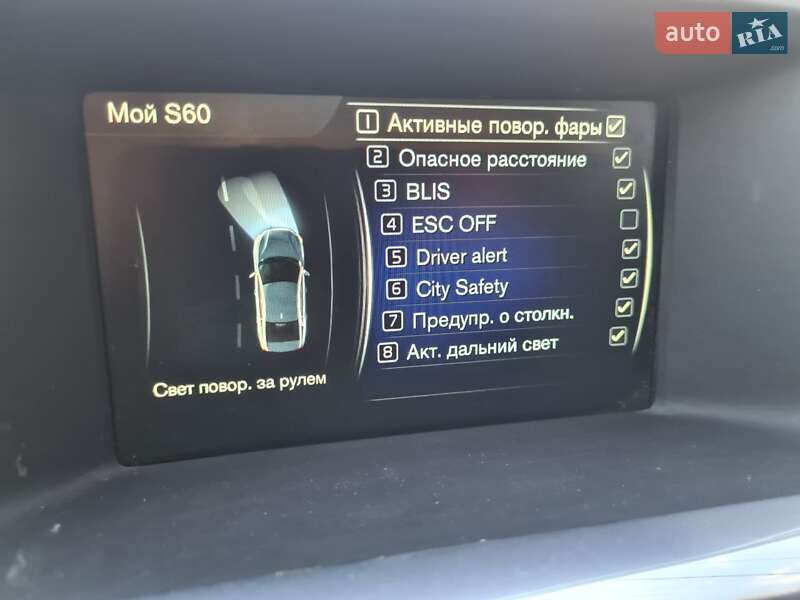 auto RIA .com
Мой S60
1 Активные повор. фары
2 Опасное расстояние
3 BLIS
4 ESC OFF
5 Driver alert
6 City Safety
7 Предупр. о столкн.
8 Акт. дальний свет
Свет повор. за рулем